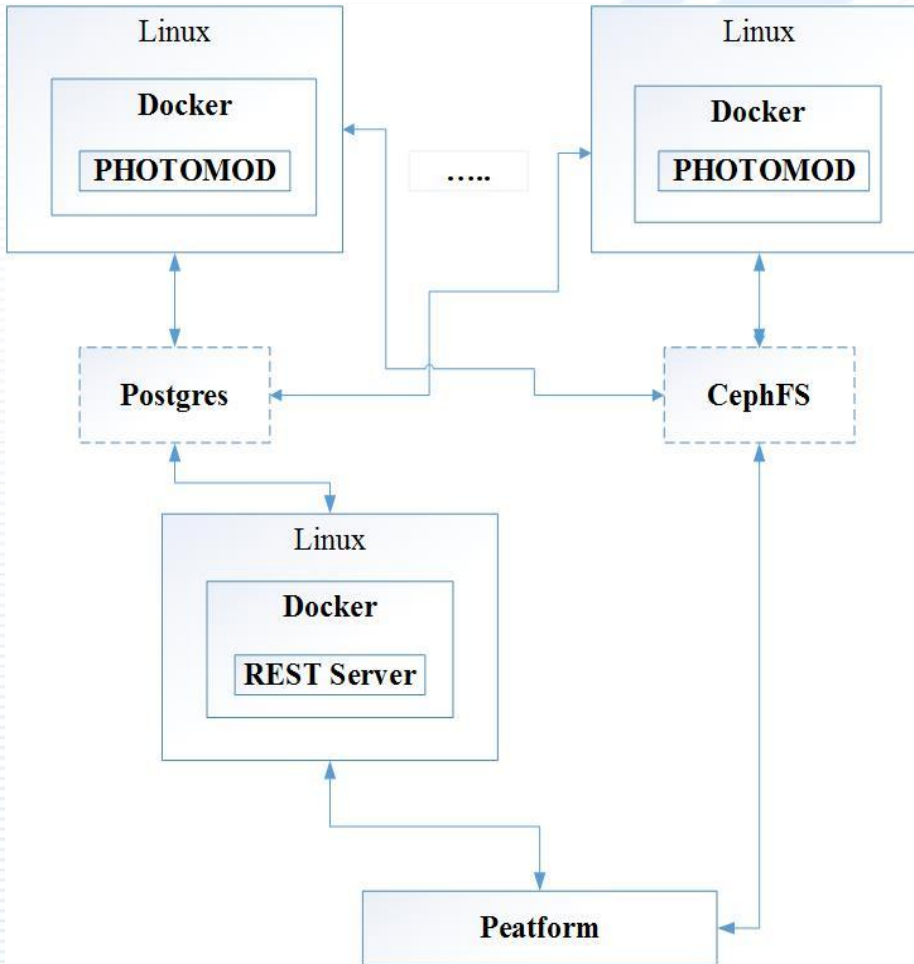 Linux
Docker
PHOTOMOD
.....
Linux
Docker
PHOTOMOD
Postgres
CephFS
Linux
Docker
REST Server
Peatform